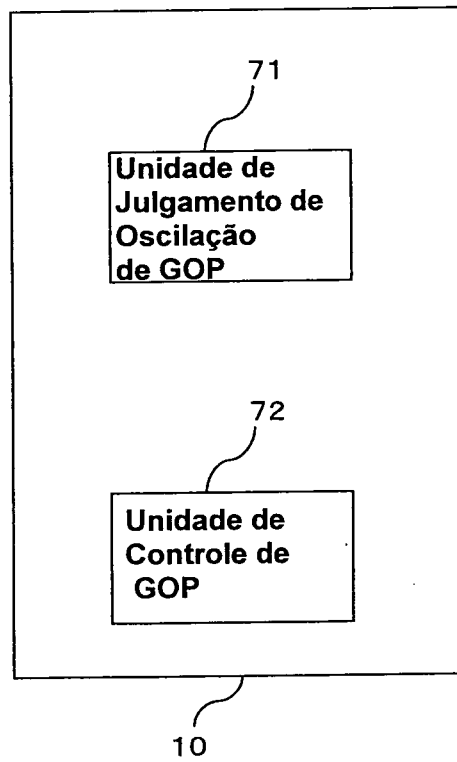 71
Unidade de
Julgamento de
Oscilação
de GOP
72
Unidade de
Controle de
GOP
10